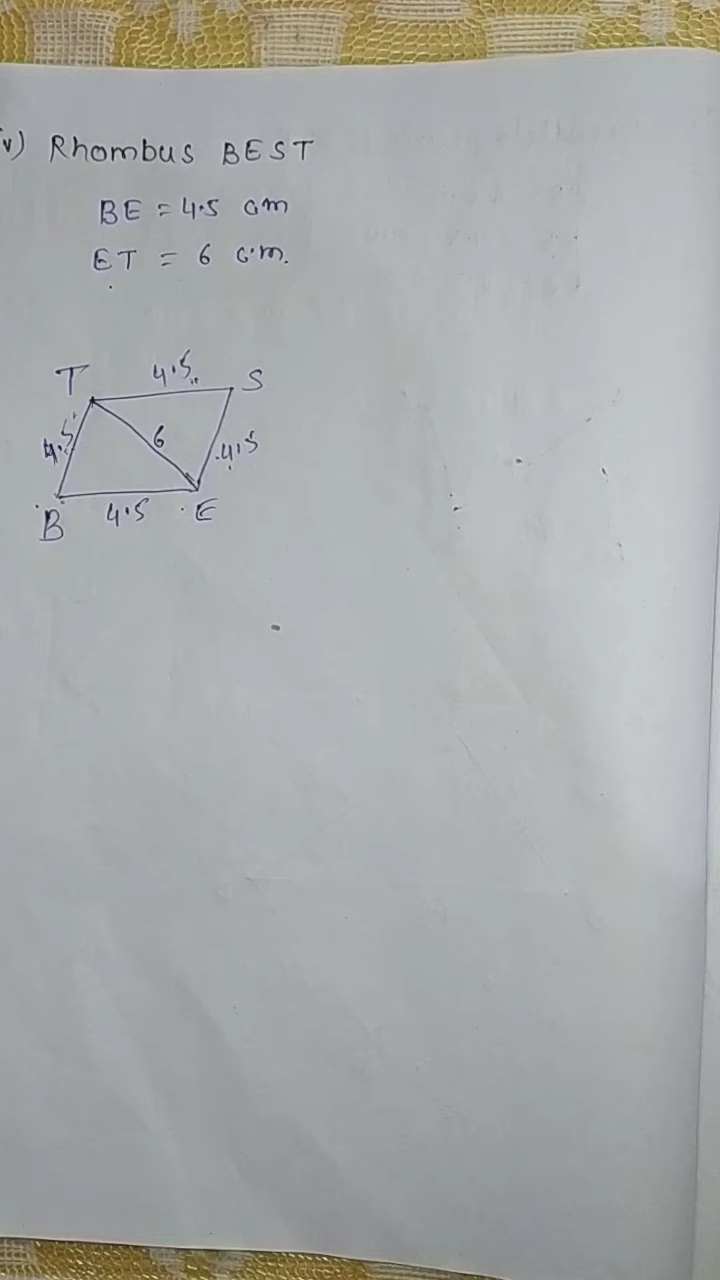 v) Rhombus BEST
BE = 4.5 cm
ET = 6 cm.
T 4.5 S
4.5 6 4.5
B 4.5 E